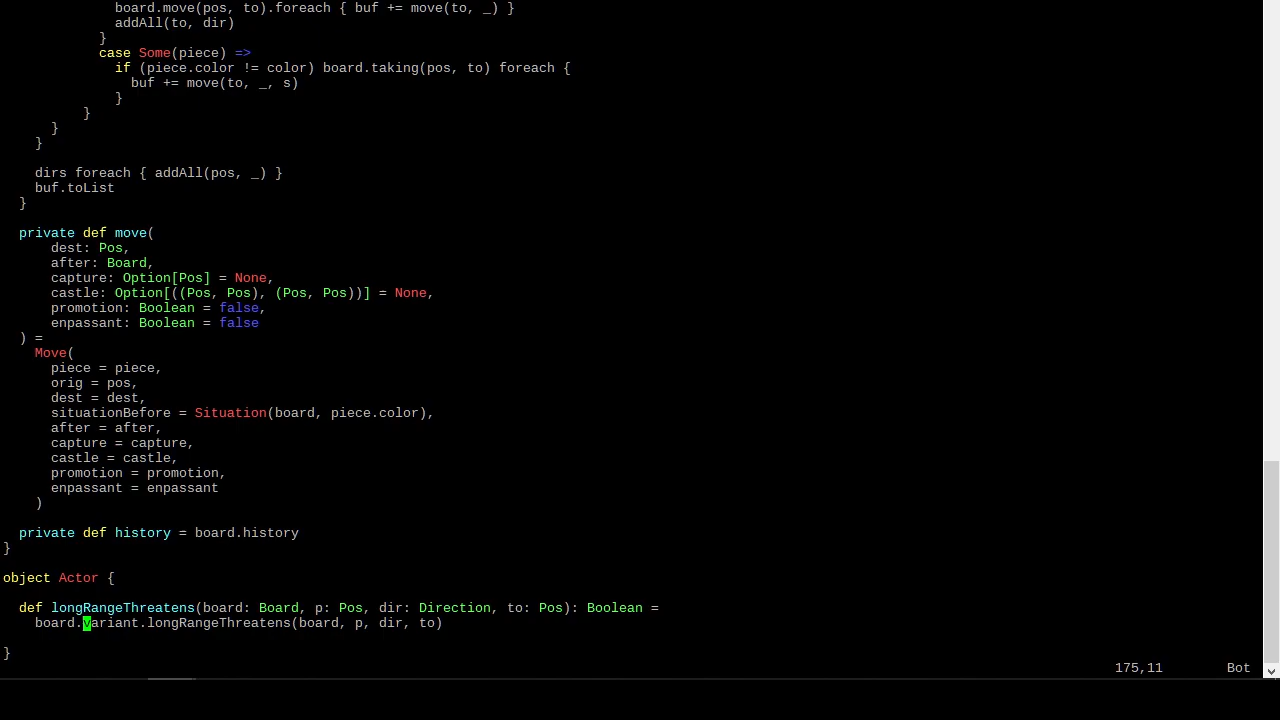 board.move(pos, to).foreach { buf += move(to, _) }
              addAll(to, dir)
            }
            case Some(piece) =>
              if (piece.color != color) board.taking(pos, to) foreach {
                buf += move(to, _, s)
              }
          }
      }
    }

    dirs foreach { addAll(pos, _) }
    buf.toList
  }

  private def move(
      dest: Pos,
      after: Board,
      capture: Option[Pos] = None,
      castle: Option[((Pos, Pos), (Pos, Pos))] = None,
      promotion: Boolean = false,
      enpassant: Boolean = false
  ) =
    Move(
      piece = piece,
      orig = pos,
      dest = dest,
      situationBefore = Situation(board, piece.color),
      after = after,
      capture = capture,
      castle = castle,
      promotion = promotion,
      enpassant = enpassant
    )

  private def history = board.history
}

object Actor {

  def longRangeThreatens(board: Board, p: Pos, dir: Direction, to: Pos): Boolean =
    board.variant.longRangeThreatens(board, p, dir, to)

}
175,11 Bot